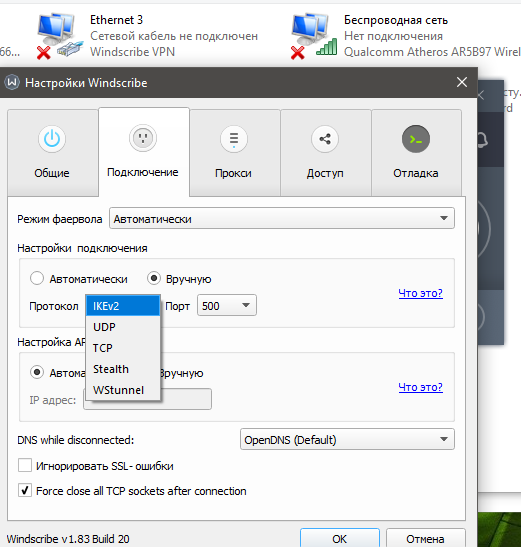 Ethernet 3
Сетевой кабель не подключен
Windscribe VPN
Беспроводная сеть
Нет подключения
Qualcomm Atheros AR5B97 Wirel
66...
Настройки Windscribe
Общие
Подключение
Прокси
Доступ
Отладка
Режим фаервола
Автоматически
Настройки подключения
Автоматически
Вручную
Протокол
IKEv2
Порт
500
Что это?
UDP
TCP
Stealth
WStunnel
Настройка AP
Автома
Вручную
Что это?
IP адрес:
DNS while disconnected:
OpenDNS (Default)
Игнорировать SSL- ошибки
Force close all TCP sockets after connection
Windscribe v1.83 Build 20
OK
Отмена